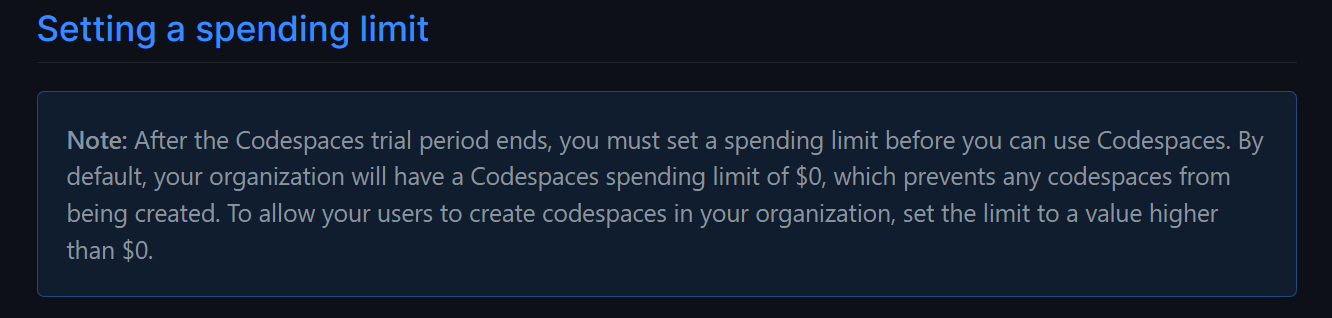 Setting a spending limit
Note: After the Codespaces trial period ends, you must set a spending limit before you can use Codespaces. By
default, your organization will have a Codespaces spending limit of $0, which prevents any codespaces from
being created. To allow your users to create codespaces in your organization, set the limit to a value higher
than $0.